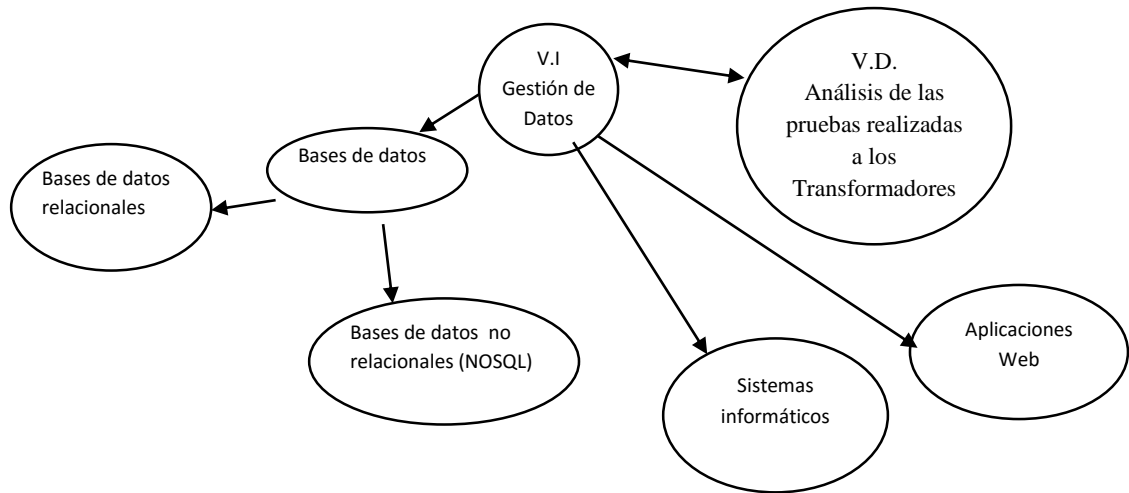 V.I
Gestión de
Datos
V.D.
Análisis de las
pruebas realizadas
a los
Transformadores
Bases de datos
Bases de datos
relacionales
Bases de datos no
relacionales (NOSQL)
Sistemas
informáticos
Aplicaciones
Web